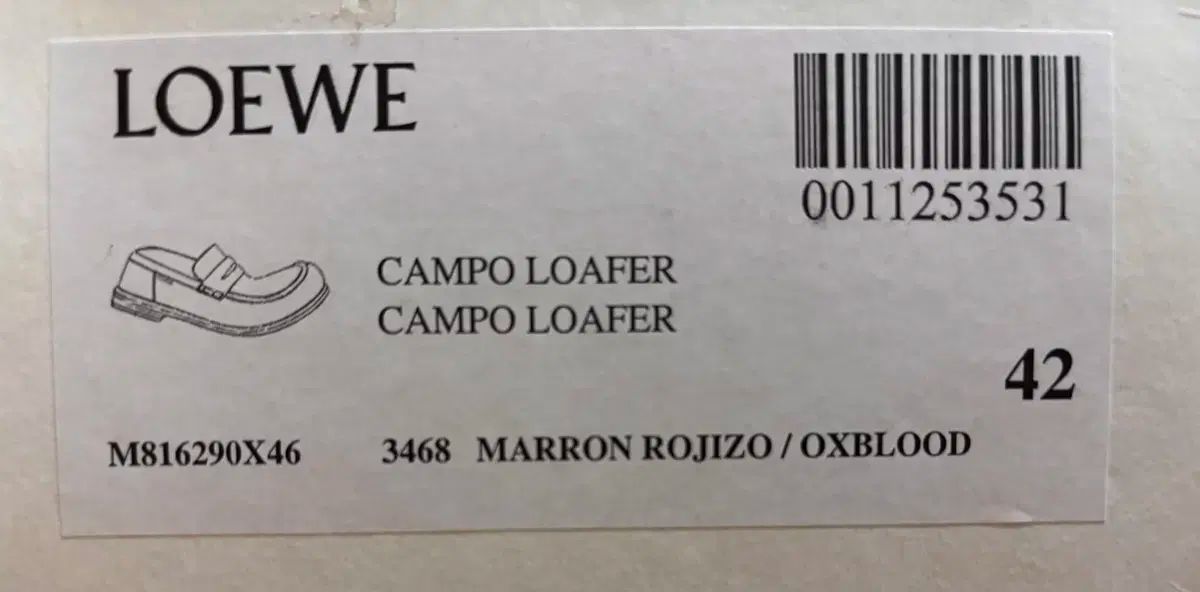 LOEWE
0011253531
CAMPO LOAFER
CAMPO LOAFER
42
M816290X46 3468 MARRON ROJIZO / OXBLOOD